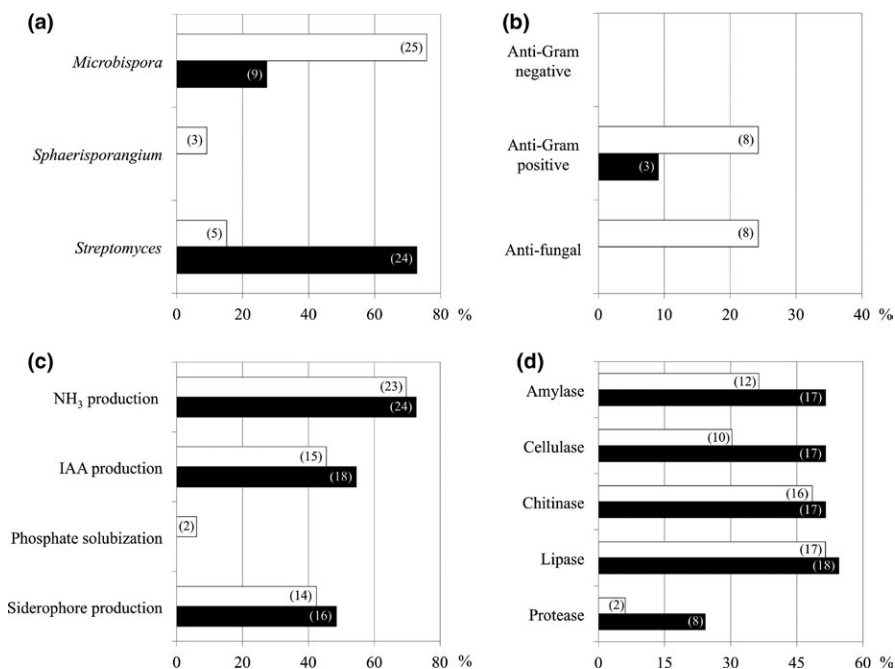 (a)
Microbispora
(25)
(9)
Sphaerisporangium
(3)
Streptomyces
(5)
(24)
0 20 40 60 80 %
(b)
Anti-Gram
negative
Anti-Gram
positive
(8)
(3)
Anti-fungal
(8)
0 10 20 30 40 %
(c)
NH₃ production
(23)
(24)
IAA production
(15)
(18)
Phosphate solubization
(2)
Siderophore production
(14)
(16)
0 20 40 60 80 %
(d)
Amylase
(12)
(17)
Cellulase
(10)
(17)
Chitinase
(16)
(17)
Lipase
(17)
(18)
Protease
(2)
(8)
0 15 30 45 60 %